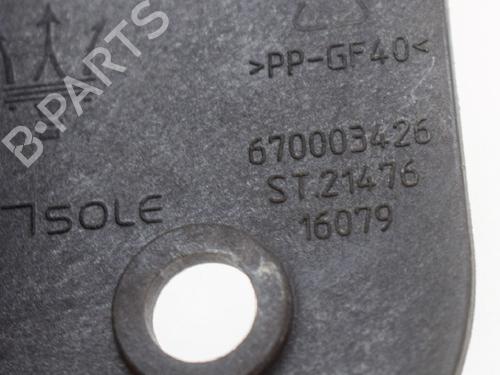 >PP-GF40<
670003426
ST.21476
16079
SOLE
B-PARTS